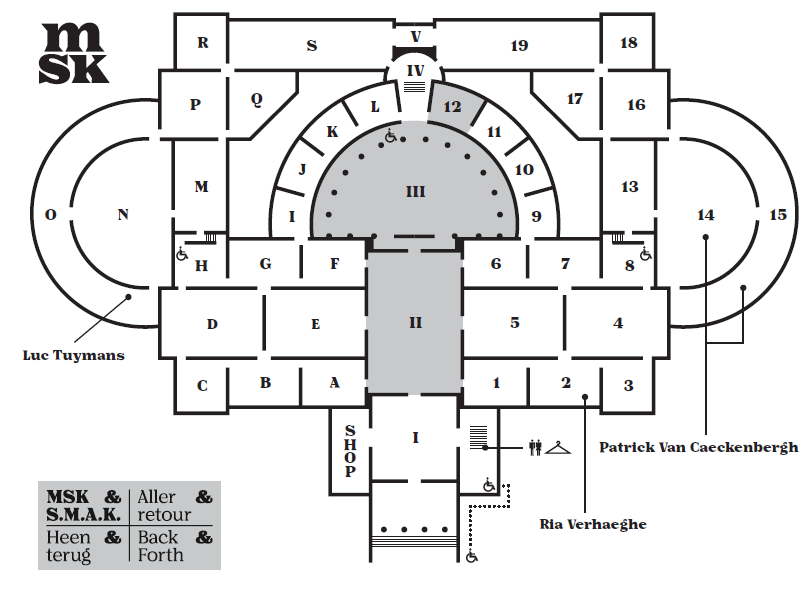 m
sk
R
S
V
19
18
IV
P
Q
L
12
17
16
K
11
J
10
M
III
13
O
N
I
9
14
15
H
G
F
6
7
8
D
E
II
5
4
Luc Tuymans
C
B
A
1
2
3
SHOP
I
Patrick Van Caeckenbergh
MSK &
S.M.A.K.
Aller &
retour
Heen &
terug
Back &
Forth
Ria Verhaeghe